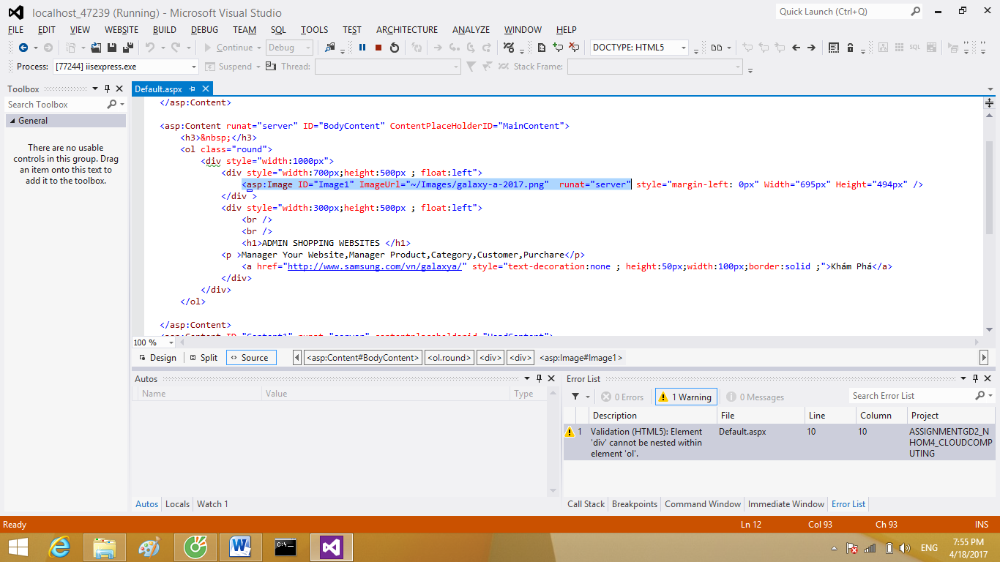 localhost_47239 (Running) - Microsoft Visual Studio
Quick Launch (Ctrl+Q)
FILE EDIT VIEW WEBSITE BUILD DEBUG TEAM SQL TOOLS TEST ARCHITECTURE ANALYZE WINDOW HELP
Continue Debug DOCTYPE: HTML5 SQL
Process: [77244] iisexpress.exe Suspend Thread: Stack Frame:
Toolbox
Search Toolbox
General
There are no usable
controls in this group. Drag
an item onto this text to
add it to the toolbox.
Default.aspx
</asp:Content>
<asp:Content runat="server" ID="BodyContent" ContentPlaceHolderID="MainContent">
<h3>&nbsp;</h3>
<ol class="round">
<div style="width:1000px">
<div style="width:700px;height:500px ; float:left">
<asp:Image ID="Image1" ImageUrl="~/Images/galaxy-a-2017.png"  runat="server" style="margin-left: 0px" Width="695px" Height="494px" />
</div >
<div style="width:300px;height:500px ; float:left">
<br />
<br />
<h1>ADMIN SHOPPING WEBSITES </h1>
<p >Manager Your Website,Manager Product,Category,Customer,Purchare</p>
<a href="http://www.samsung.com/vn/galaxya/" style="text-decoration:none ; height:50px;width:100px;border:solid ;">Khám Phá</a>
</div>
</div>
</ol>
</asp:Content>
<asp:Content ID="Content1" runat="server" contentplaceholderid="HeadContent">
100 %
Design Split Source <asp:Content#BodyContent> <ol.round> <div> <div> <asp:Image#Image1>
Autos
Name Value Type
Autos Locals Watch 1
Error List
0 Errors 1 Warning 0 Messages Search Error List
Description File Line Column Project
1 Validation (HTML5): Element Default.aspx 10 10 ASSIGNMENTGD2_N
'div' cannot be nested within HOM4_CLOUDCOMP
element 'ol'. UTING
Call Stack Breakpoints Command Window Immediate Window Error List
Ready Ln 12 Col 93 Ch 93 INS
ENG
7:55 PM
4/18/2017